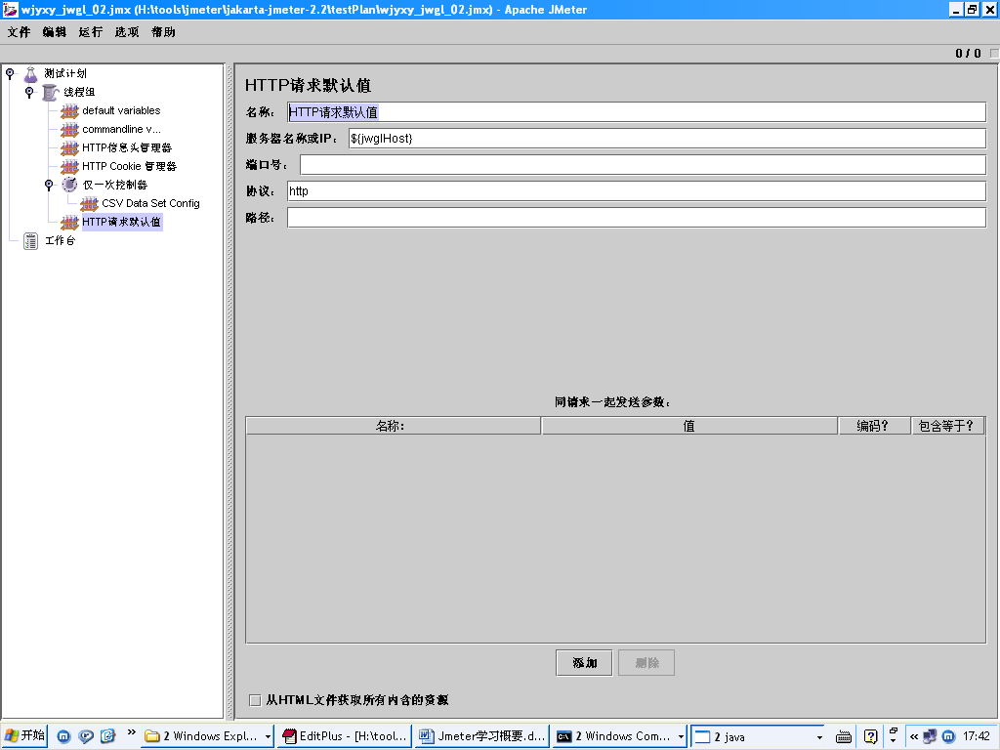 wjyxy_jwgl_02.jmx (H:\tools\jmeter\jakarta-jmeter-2.2\testPlan\wjyxy_jwgl_02.jmx) - Apache JMeter
文件 编辑 运行 选项 帮助
0 / 0
测试计划
线程组
default variables
commandline v...
HTTP信息头管理器
HTTP Cookie 管理器
仅一次控制器
CSV Data Set Config
HTTP请求默认值
工作台
HTTP请求默认值
名称： HTTP请求默认值
服务器名称或IP： ${jwglHost}
端口号：
协议： http
路径：
同请求一起发送参数：
名称： 值 编码？ 包含等于？
添加 删除
从HTML文件获取所有内含的资源
开始 » 2 Windows Expl... EditPlus - [H:\tool... Jmeter学习概要.d... 2 Windows Com... 2 java « 17:42